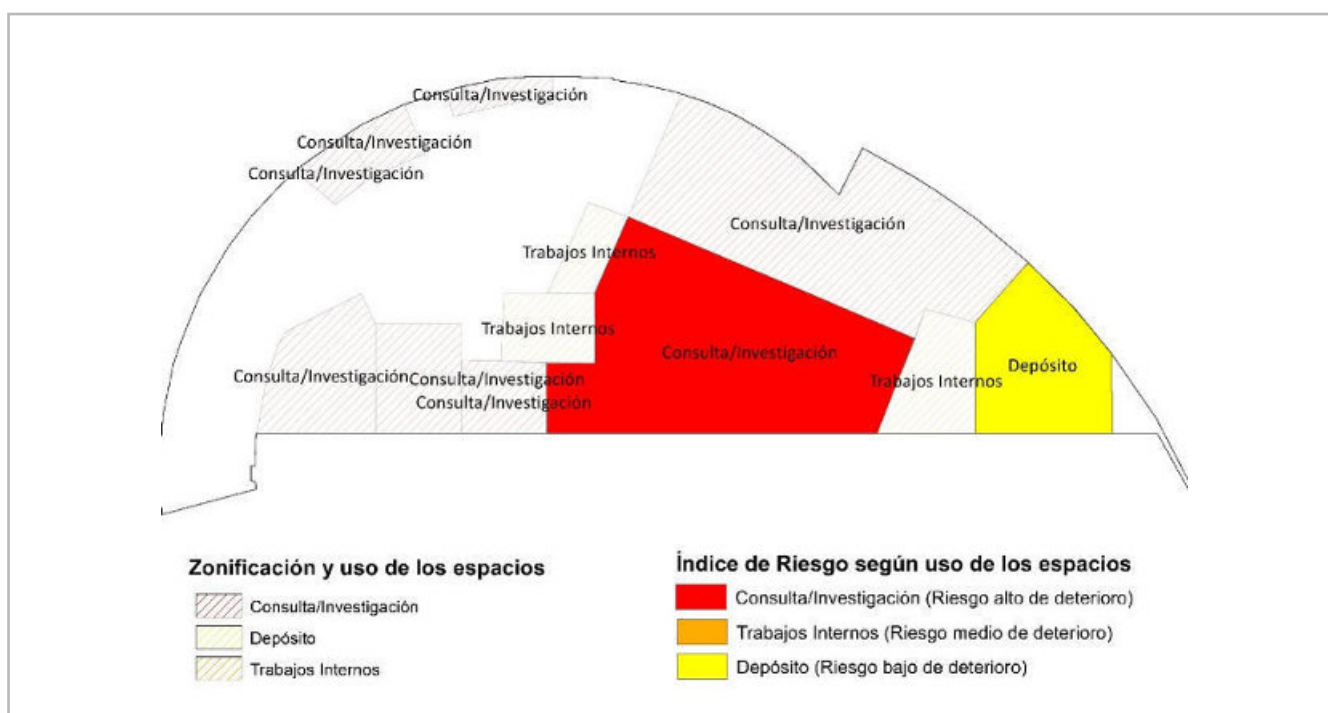 Consulta/Investigación
Consulta/Investigación
Consulta/Investigación
Consulta/Investigación
Trabajos Internos
Trabajos Internos
Consulta/Investigación
Depósito
Consulta/Investigación
Consulta/Investigación
Trabajos Internos
Consulta/Investigación
Zonificación y uso de los espacios
Consulta/Investigación
Depósito
Trabajos Internos
Índice de Riesgo según uso de los espacios
Consulta/Investigación (Riesgo alto de deterioro)
Trabajos Internos (Riesgo medio de deterioro)
Depósito (Riesgo bajo de deterioro)